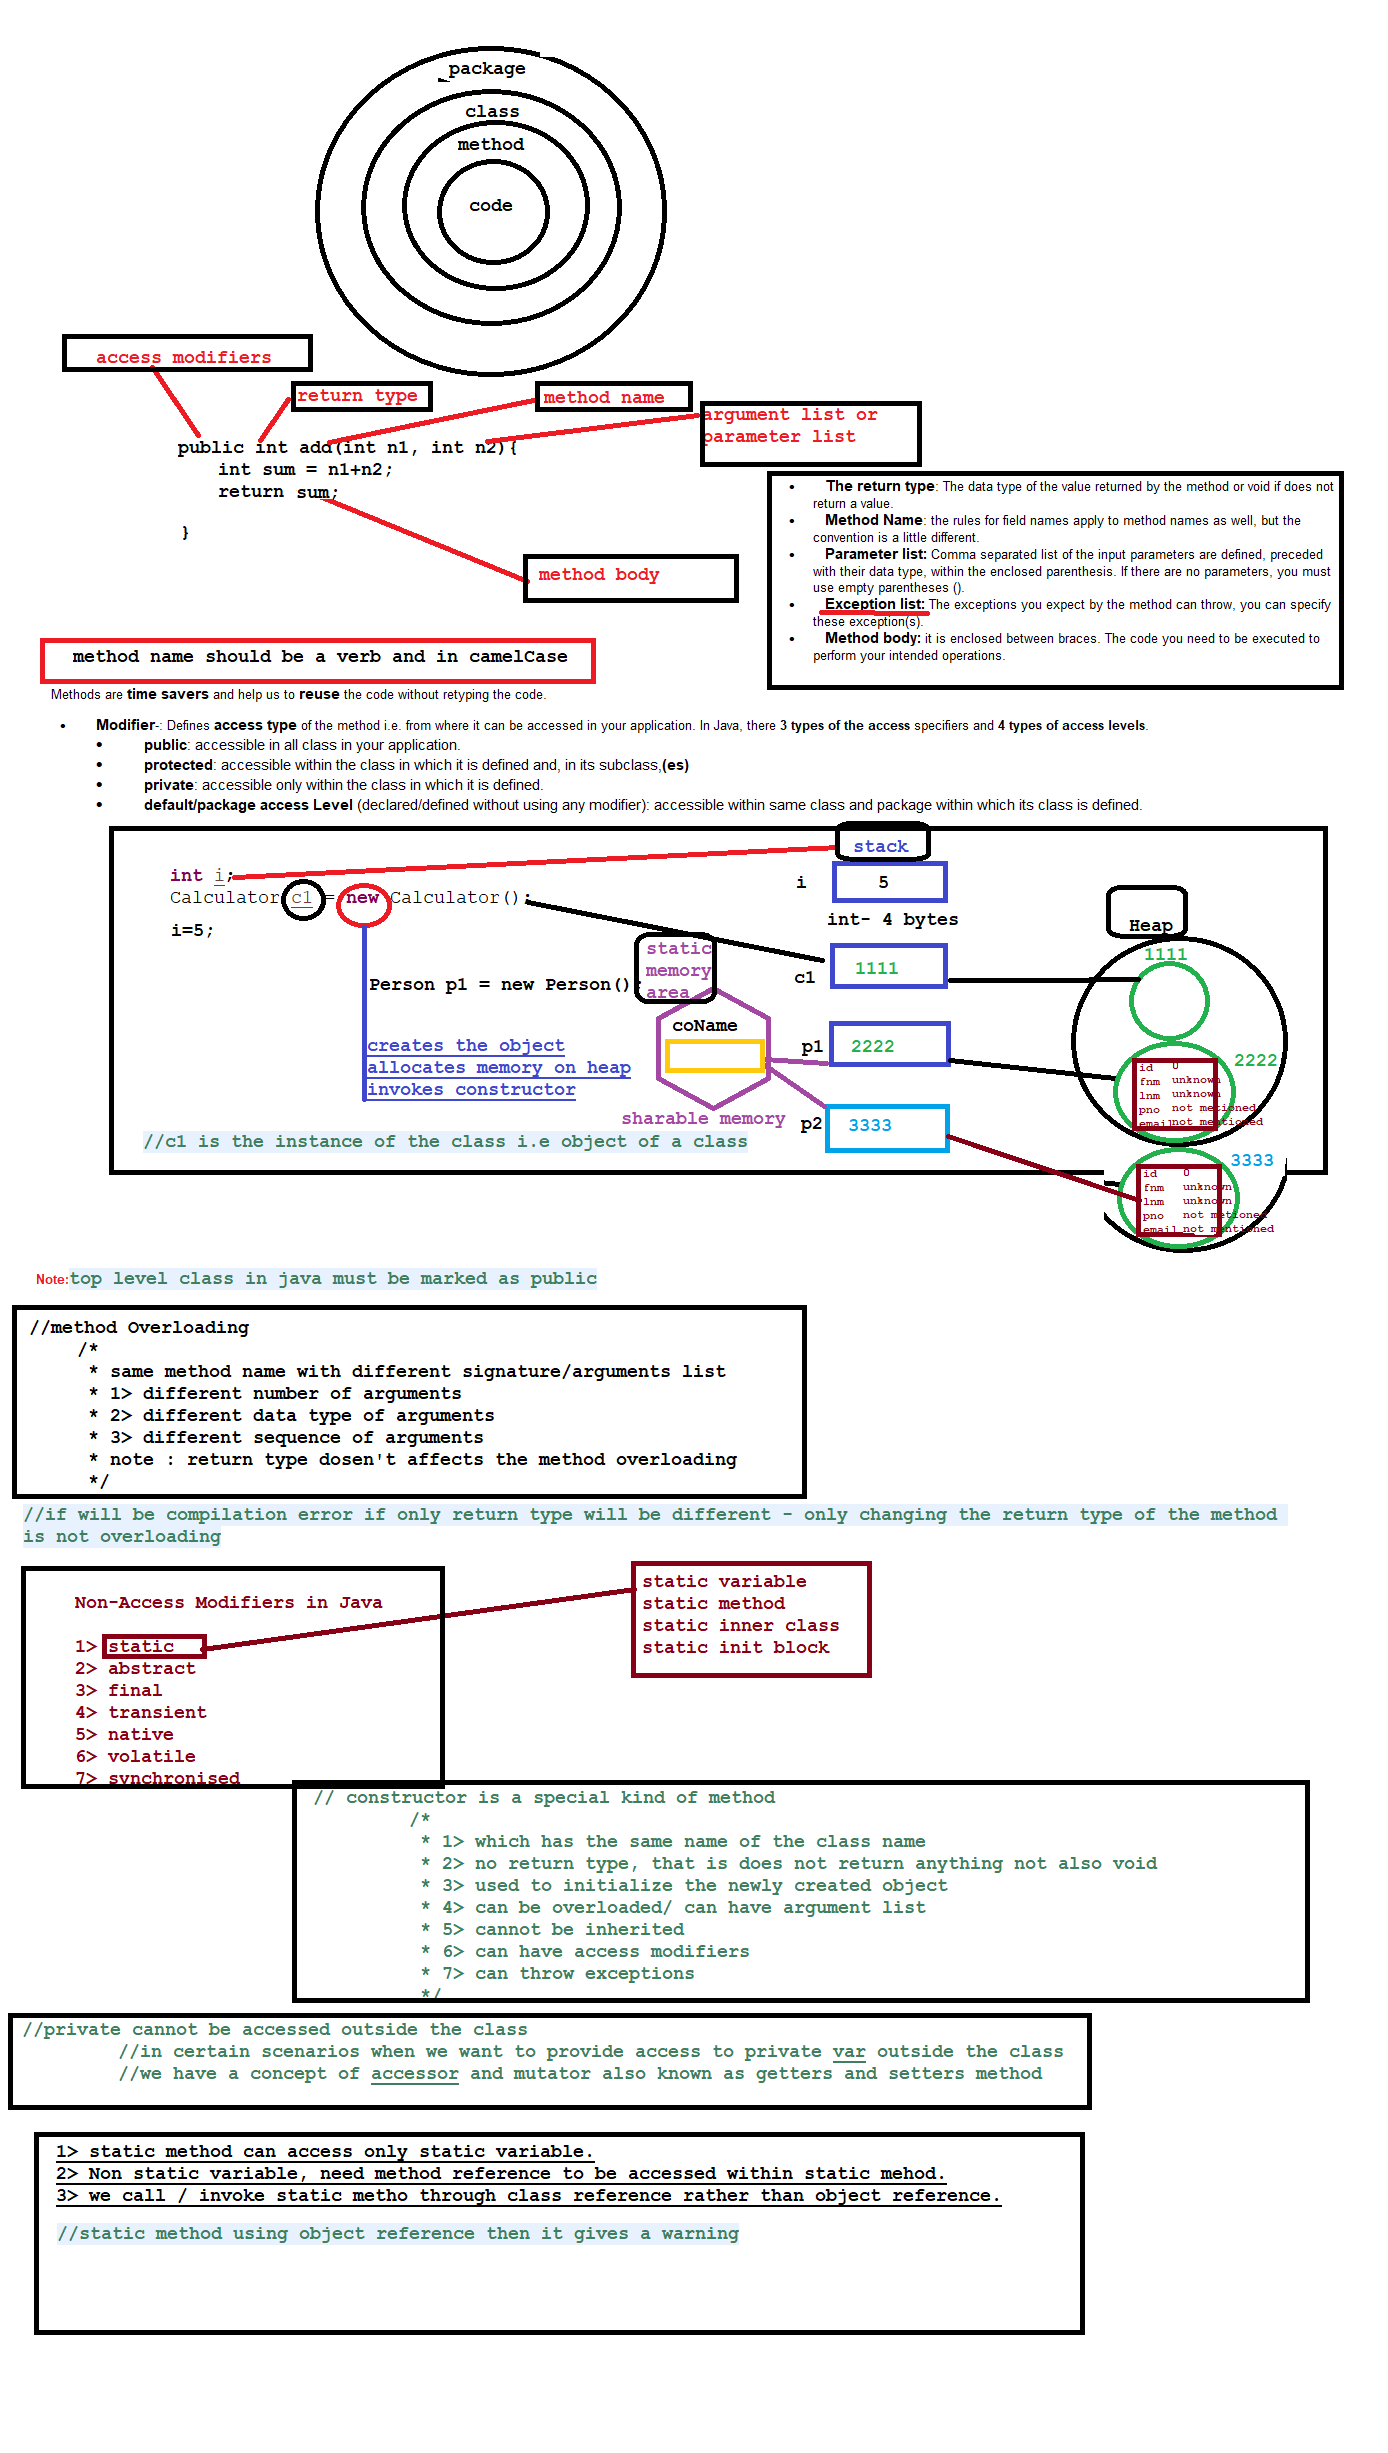 package
class
method
code
access modifiers
return type
method name
argument list or
parameter list
public int add(int n1, int n2){
int sum = n1+n2;
return sum;
}
method body
• The return type: The data type of the value returned by the method or void if does not
return a value.
• Method Name: the rules for field names apply to method names as well, but the
convention is a little different.
• Parameter list: Comma separated list of the input parameters are defined, preceded
with their data type, within the enclosed parenthesis. If there are no parameters, you must
use empty parentheses ().
• Exception list: The exceptions you expect by the method can throw, you can specify
these exception(s).
• Method body: it is enclosed between braces. The code you need to be executed to
perform your intended operations.
method name should be a verb and in camelCase
Methods are time savers and help us to reuse the code without retyping the code.
• Modifier-: Defines access type of the method i.e. from where it can be accessed in your application. In Java, there 3 types of the access specifiers and 4 types of access levels.
• public: accessible in all class in your application.
• protected: accessible within the class in which it is defined and, in its subclass,(es)
• private: accessible only within the class in which it is defined.
• default/package access Level (declared/defined without using any modifier): accessible within same class and package within which its class is defined.
stack
int i;
i 5
Calculator c1 = new Calculator();
int- 4 bytes
i=5;
Heap
static
memory
area
1111
c1 1111
Person p1 = new Person();
coName
p1 2222
creates the object
allocates memory on heap
invokes constructor
2222
id 0
fnm unknown
lnm unknown
pno not metioned
email not mentioned
sharable memory
p2 3333
//c1 is the instance of the class i.e object of a class
3333
id 0
fnm unknown
lnm unknown
pno not metioned
email not mentioned
Note:top level class in java must be marked as public
//method Overloading
/*
* same method name with different signature/arguments list
* 1> different number of arguments
* 2> different data type of arguments
* 3> different sequence of arguments
* note : return type dosen't affects the method overloading
*/
//if will be compilation error if only return type will be different - only changing the return type of the method
is not overloading
Non-Access Modifiers in Java
1> static
2> abstract
3> final
4> transient
5> native
6> volatile
7> synchronised
static variable
static method
static inner class
static init block
// constructor is a special kind of method
/*
* 1> which has the same name of the class name
* 2> no return type, that is does not return anything not also void
* 3> used to initialize the newly created object
* 4> can be overloaded/ can have argument list
* 5> cannot be inherited
* 6> can have access modifiers
* 7> can throw exceptions
*/
//private cannot be accessed outside the class
//in certain scenarios when we want to provide access to private var outside the class
//we have a concept of accessor and mutator also known as getters and setters method
1> static method can access only static variable.
2> Non static variable, need method reference to be accessed within static mehod.
3> we call / invoke static metho through class reference rather than object reference.
//static method using object reference then it gives a warning